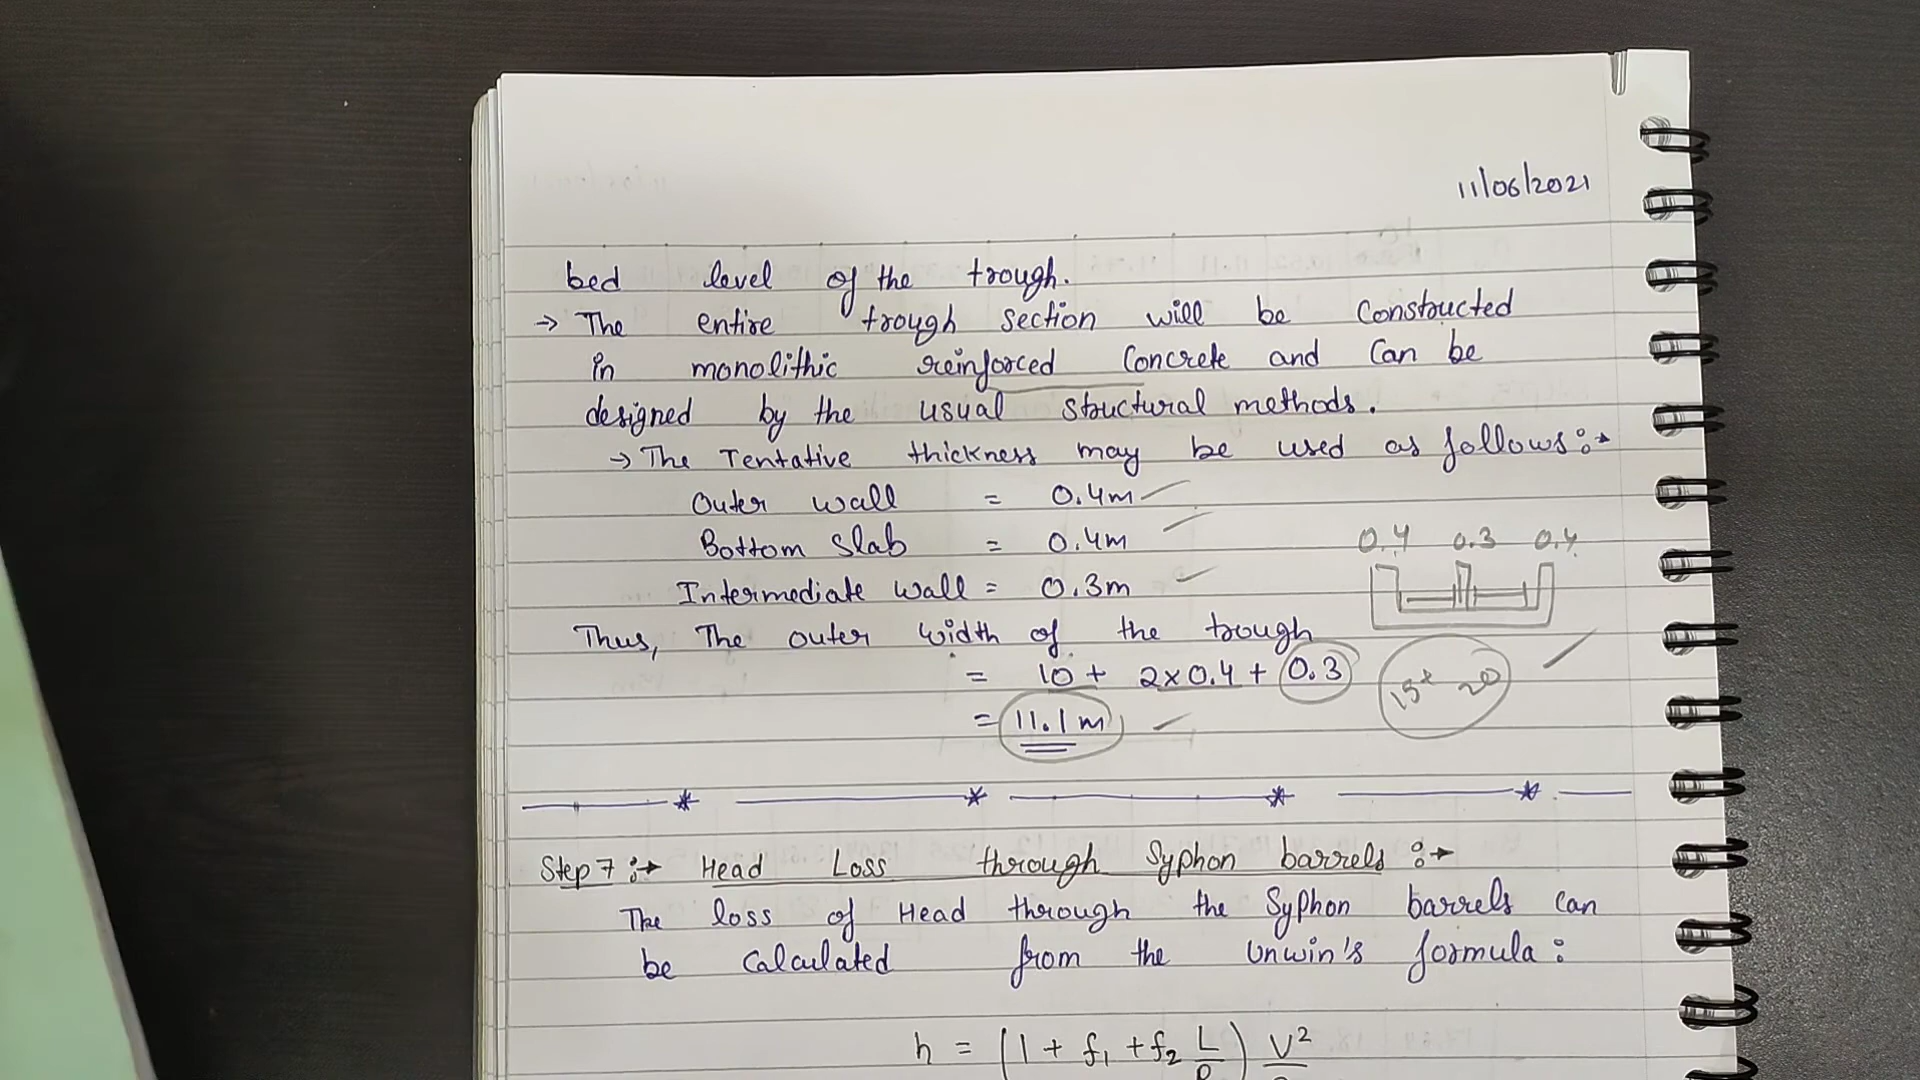 11/06/2021
bed level of the trough.
→ The entire trough section will be constructed
in monolithic reinforced concrete and can be
designed by the usual structural methods.
→ The Tentative thickness may be used as follows:→
Outer wall = 0.4m
Bottom slab = 0.4m
0.4 0.3 0.4
Intermediate wall = 0.3m
Thus, The outer width of the trough
= 10 + 2×0.4 + 0.3
= 11.1m
Step 7:→ Head Loss through Syphon barrels:→
The loss of Head through the Syphon barrels can
be calculated from the Unwin's formula:
h = (1 + f₁ + f₂ L/R) V²